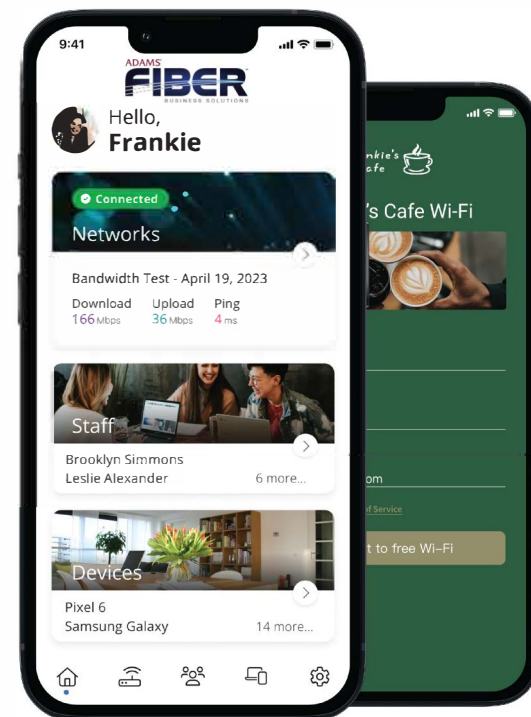 9:41
ADAMS
FIBER
BUSINESS SOLUTIONS
Hello,
Frankie
Connected
Networks
Bandwidth Test - April 19, 2023
Download Upload Ping
166 Mbps 36 Mbps 4 ms
Staff
Brooklyn Simmons
Leslie Alexander 6 more...
Devices
Pixel 6
Samsung Galaxy 14 more...
nkie's
afe
's Cafe Wi-Fi
om
of Service
t to free Wi-Fi